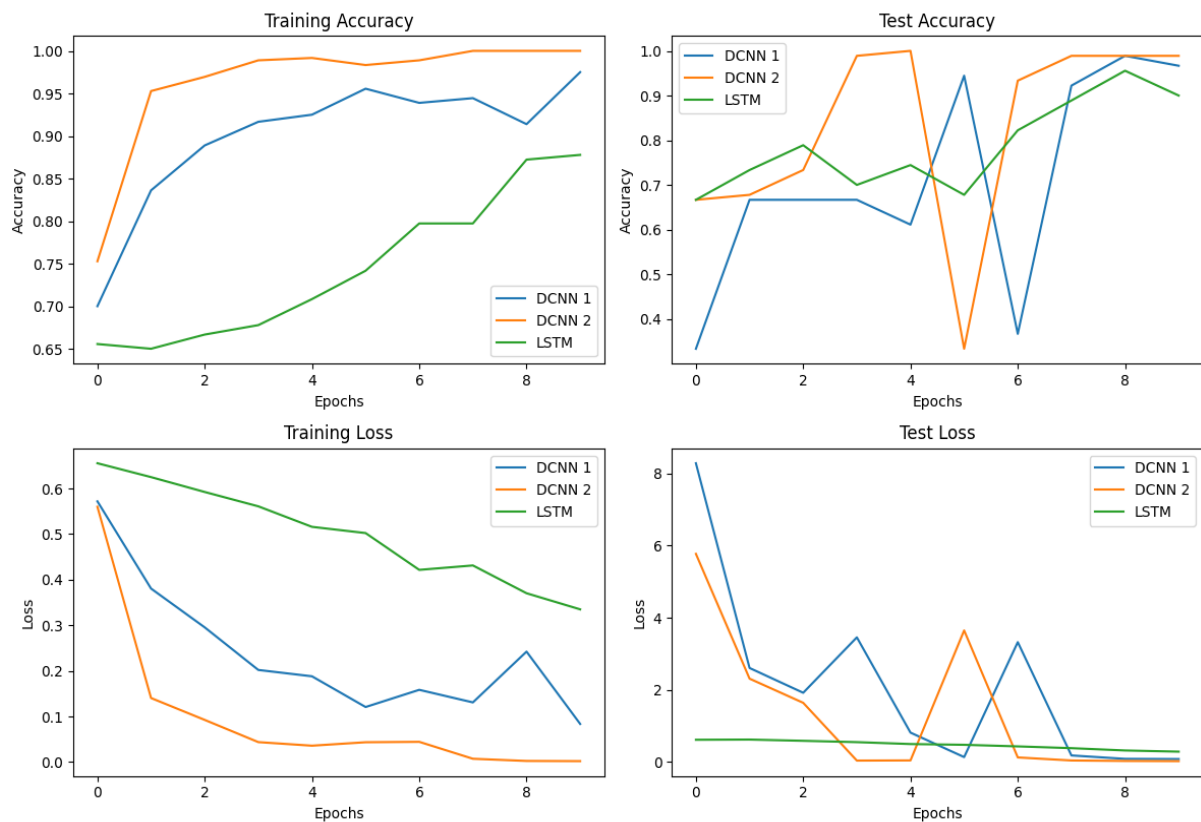 Training Accuracy
1.00
0.95
0.90
0.85
0.80
0.75
0.70
0.65
Accuracy
DCNN 1
DCNN 2
LSTM
0 2 4 6 8
Epochs
Test Accuracy
1.0
0.9
0.8
0.7
0.6
0.5
0.4
Accuracy
DCNN 1
DCNN 2
LSTM
0 2 4 6 8
Epochs
Training Loss
0.6
0.5
0.4
0.3
0.2
0.1
0.0
Loss
DCNN 1
DCNN 2
LSTM
0 2 4 6 8
Epochs
Test Loss
8
6
4
2
0
Loss
DCNN 1
DCNN 2
LSTM
0 2 4 6 8
Epochs